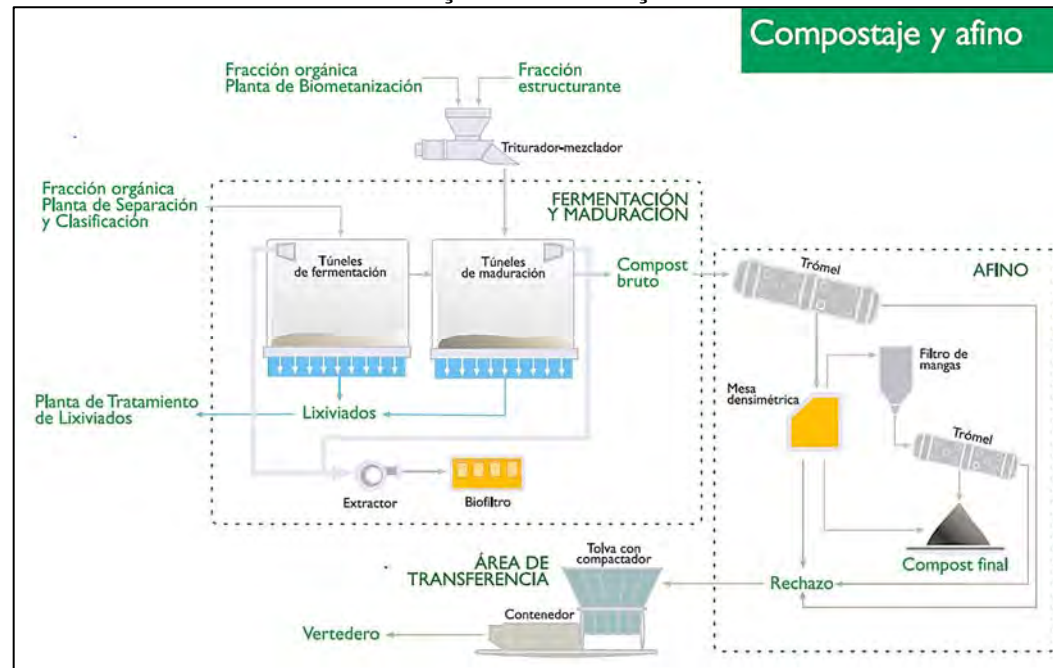 Compostaje y afino
Fracción orgánica
Planta de Biometanización
Fracción
estructurante
Triturador-mezclador
Fracción orgánica
Planta de Separación
y Clasificación
FERMENTACIÓN
Y MADURACIÓN
Túneles
de fermentación
Túneles
de maduración
Compost
bruto
Trómel
AFINO
Filtro de
mangas
Mesa
densimétrica
Trómel
Planta de Tratamiento
de Lixiviados
Lixiviados
Extractor
Biofiltro
Compost final
Rechazo
ÁREA DE
TRANSFERENCIA
Tolva con
compactador
Contenedor
Vertedero